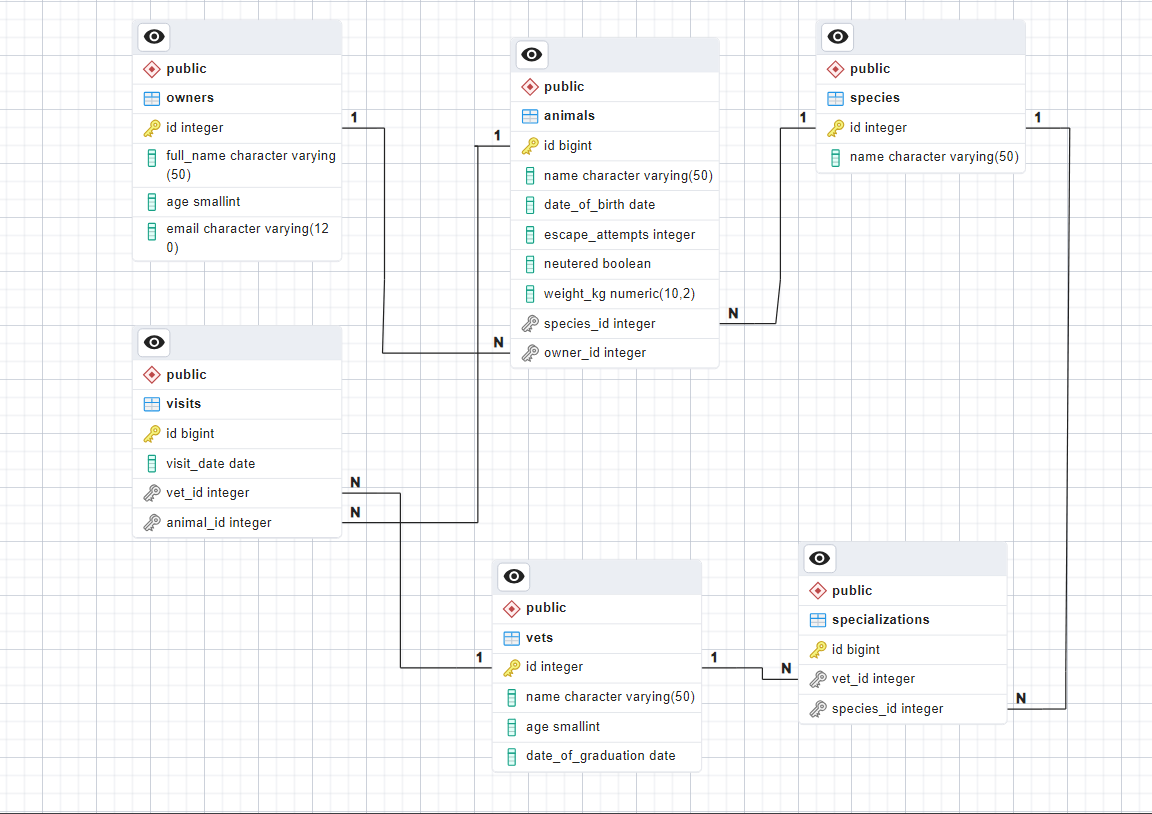 public
owners
1
id integer
full_name character varying
(50)
age smallint
email character varying(12
0)
public
animals
1
id bigint
name character varying(50)
date_of_birth date
escape_attempts integer
neutered boolean
weight_kg numeric(10,2)
N
species_id integer
N
owner_id integer
public
species
1
1
id integer
name character varying(50)
public
visits
id bigint
visit_date date
N
vet_id integer
N
animal_id integer
public
vets
1
1
id integer
name character varying(50)
age smallint
date_of_graduation date
public
specializations
id bigint
N
vet_id integer
N
species_id integer